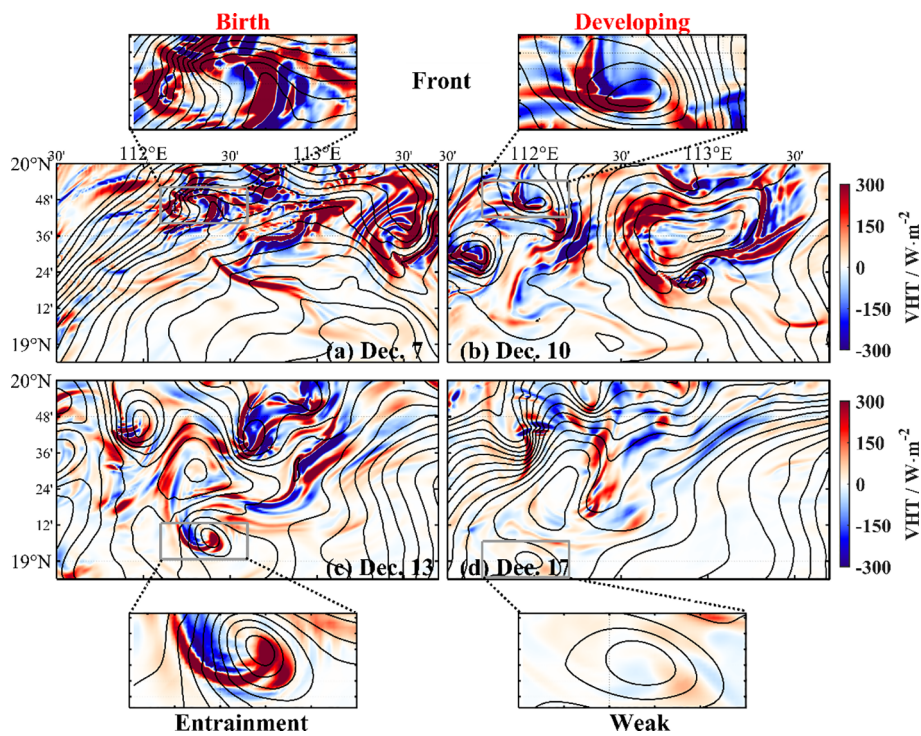 Birth
Developing
Front
30' 112°E 30' 113°E 30'
30' 112°E 30' 113°E 30'
20°N
48'
36'
24'
12'
19°N
(a) Dec. 7
(b) Dec. 10
300
150
0
-150
-300
VHT / W·m-2
20°N
48'
36'
24'
12'
19°N
(c) Dec. 13
(d) Dec. 17
300
150
0
-150
-300
VHT / W·m-2
Entrainment
Weak